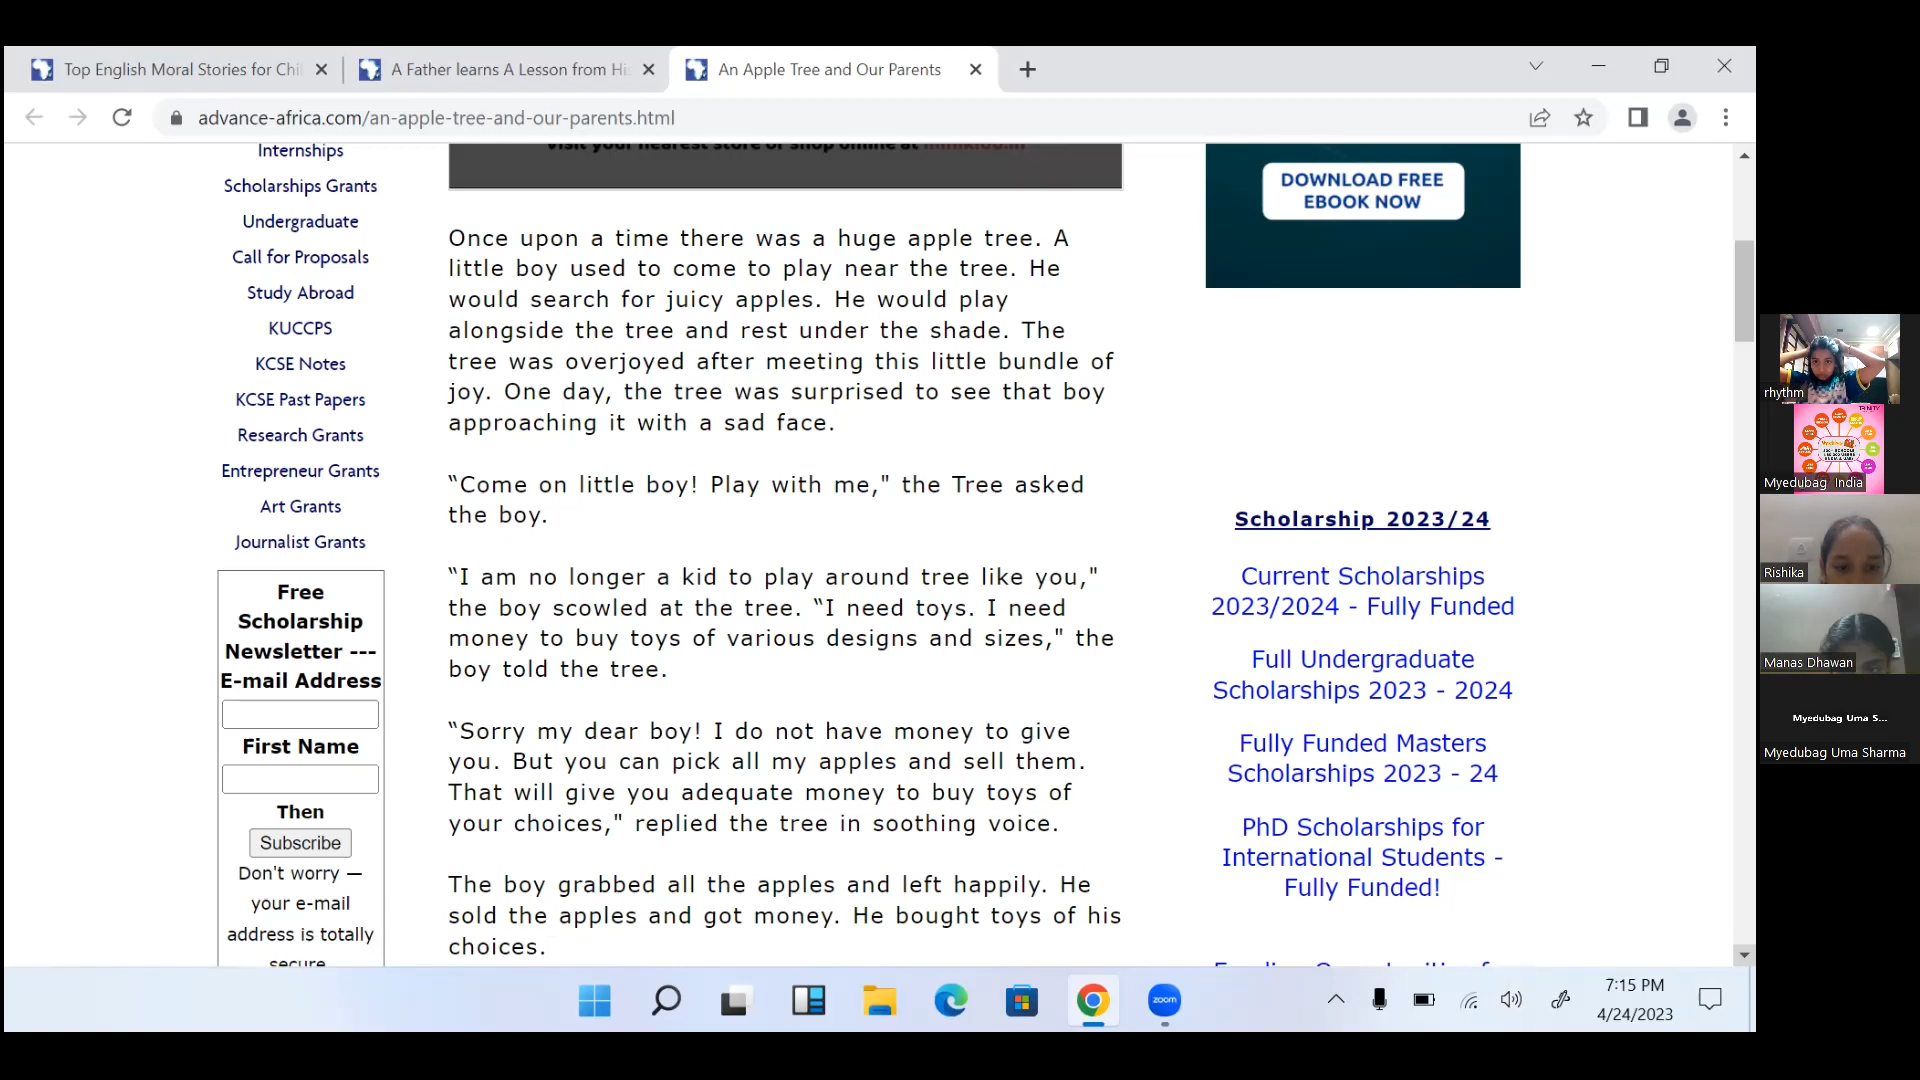 Top English Moral Stories for Chi
A Father learns A Lesson from Hi
An Apple Tree and Our Parents
advance-africa.com/an-apple-tree-and-our-parents.html
Internships
Scholarships Grants
Undergraduate
Call for Proposals
Study Abroad
KUCCPS
KCSE Notes
KCSE Past Papers
Research Grants
Entrepreneur Grants
Art Grants
Journalist Grants
Free
Scholarship
Newsletter ---
E-mail Address
First Name
Then
Subscribe
Don't worry —
your e-mail
address is totally
secure.
visit your nearest store or shop online at
Once upon a time there was a huge apple tree. A
little boy used to come to play near the tree. He
would search for juicy apples. He would play
alongside the tree and rest under the shade. The
tree was overjoyed after meeting this little bundle of
joy. One day, the tree was surprised to see that boy
approaching it with a sad face.
“Come on little boy! Play with me," the Tree asked
the boy.
“I am no longer a kid to play around tree like you,"
the boy scowled at the tree. “I need toys. I need
money to buy toys of various designs and sizes," the
boy told the tree.
“Sorry my dear boy! I do not have money to give
you. But you can pick all my apples and sell them.
That will give you adequate money to buy toys of
your choices," replied the tree in soothing voice.
The boy grabbed all the apples and left happily. He
sold the apples and got money. He bought toys of his
choices.
DOWNLOAD FREE
EBOOK NOW
Scholarship 2023/24
Current Scholarships
2023/2024 - Fully Funded
Full Undergraduate
Scholarships 2023 - 2024
Fully Funded Masters
Scholarships 2023 - 24
PhD Scholarships for
International Students -
Fully Funded!
rhythm
TRINITY
Myedubag India
Rishika
Manas Dhawan
Myedubag Uma S...
Myedubag Uma Sharma
zoom
7:15 PM
4/24/2023